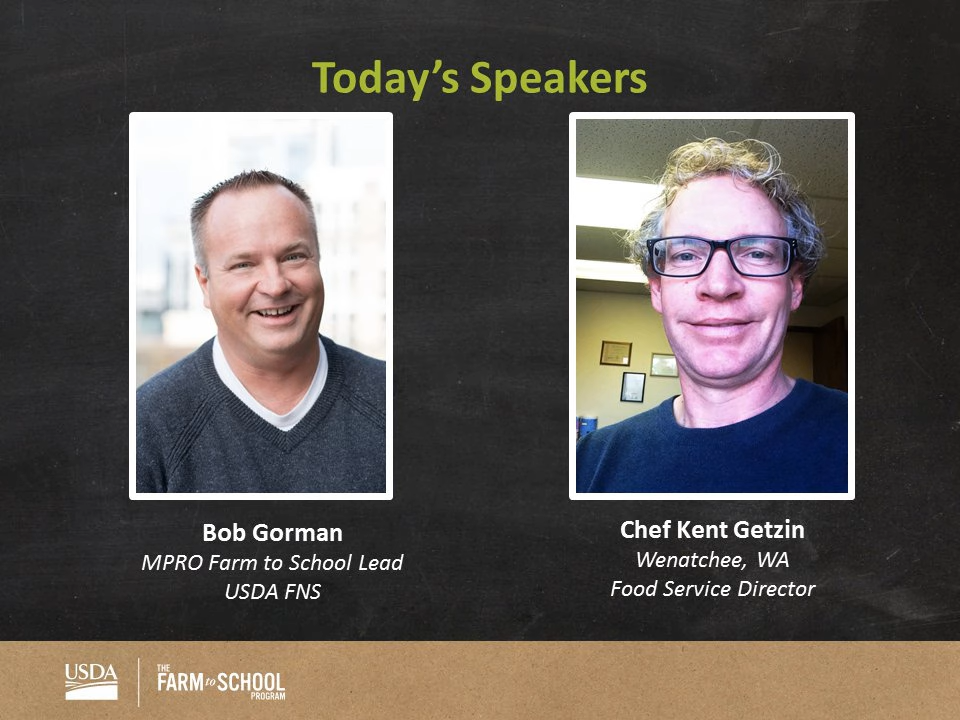 Today's Speakers
Bob Gorman
MPRO Farm to School Lead
USDA FNS
Chef Kent Getzin
Wenatchee, WA
Food Service Director
USDA
THE
FARM to SCHOOL
PROGRAM